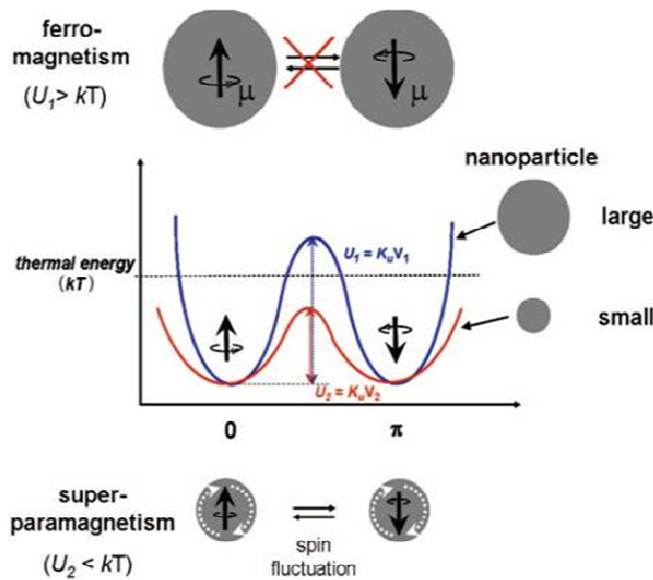 ferro-
magnetism
(U₁> kT)
μ
μ
nanoparticle
large
thermal energy
(kT)
U₁ = KᵤV₁
small
U₂ = KᵤV₂
0
π
super-
paramagnetism
(U₂ < kT)
spin
fluctuation